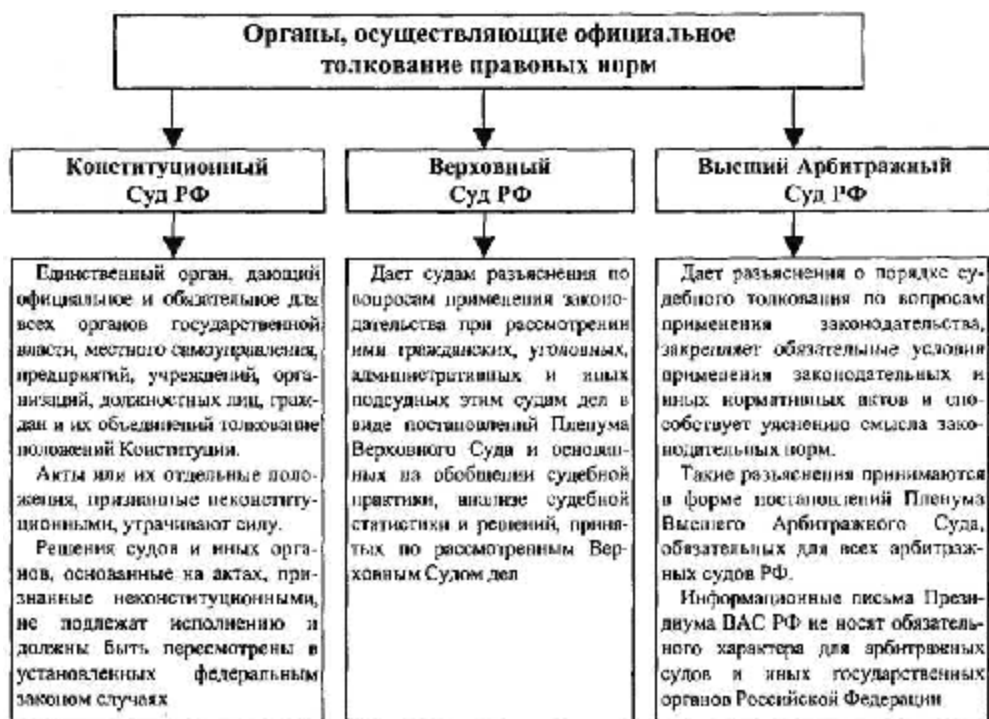 Органы, осуществляющие официальное
толкование правовых норм
Конституционный
Суд РФ
Верховный
Суд РФ
Высший Арбитражный
Суд РФ
Единственный орган, дающий
официальное и обязательное для
всех органов государственной
власти, местного самоуправления,
предприятий, учреждений, орга-
низаций, должностных лиц, граж-
дан и их объединений толкование
положений Конституции.
Акты или их отдельные поло-
жения, признанные неконститу-
ционными, утрачивают силу.
Решения судов и иных орга-
нов, основанные на актах, при-
знанные неконституционными,
не подлежат исполнению и
должны быть пересмотрены в
установленных федеральным
законом случаях
Дает судам разъяснения по
вопросам применения законо-
дательства при рассмотрении
ими гражданских, уголовных,
административных и иных
подсудных этим судам дел в
виде постановлений Пленума
Верховного Суда и основан-
ных на обобщении судебной
практики, анализе судебной
статистики и решений, приня-
тых по рассмотренным Вер-
ховным Судом дел
Дает разъяснения о порядке су-
дебного толкования по вопросам
применения законодательства,
закрепляет обязательные условия
применения законодательных и
иных нормативных актов и спо-
собствует уяснению смысла зако-
нодательных норм.
Такие разъяснения принимаются
в форме постановлений Пленума
Высшего Арбитражного Суда,
обязательных для всех арбитраж-
ных судов РФ.
Информационные письма Прези-
диума ВАС РФ не носят обязатель-
ного характера для арбитражных
судов и иных государственных
органов Российской Федерации